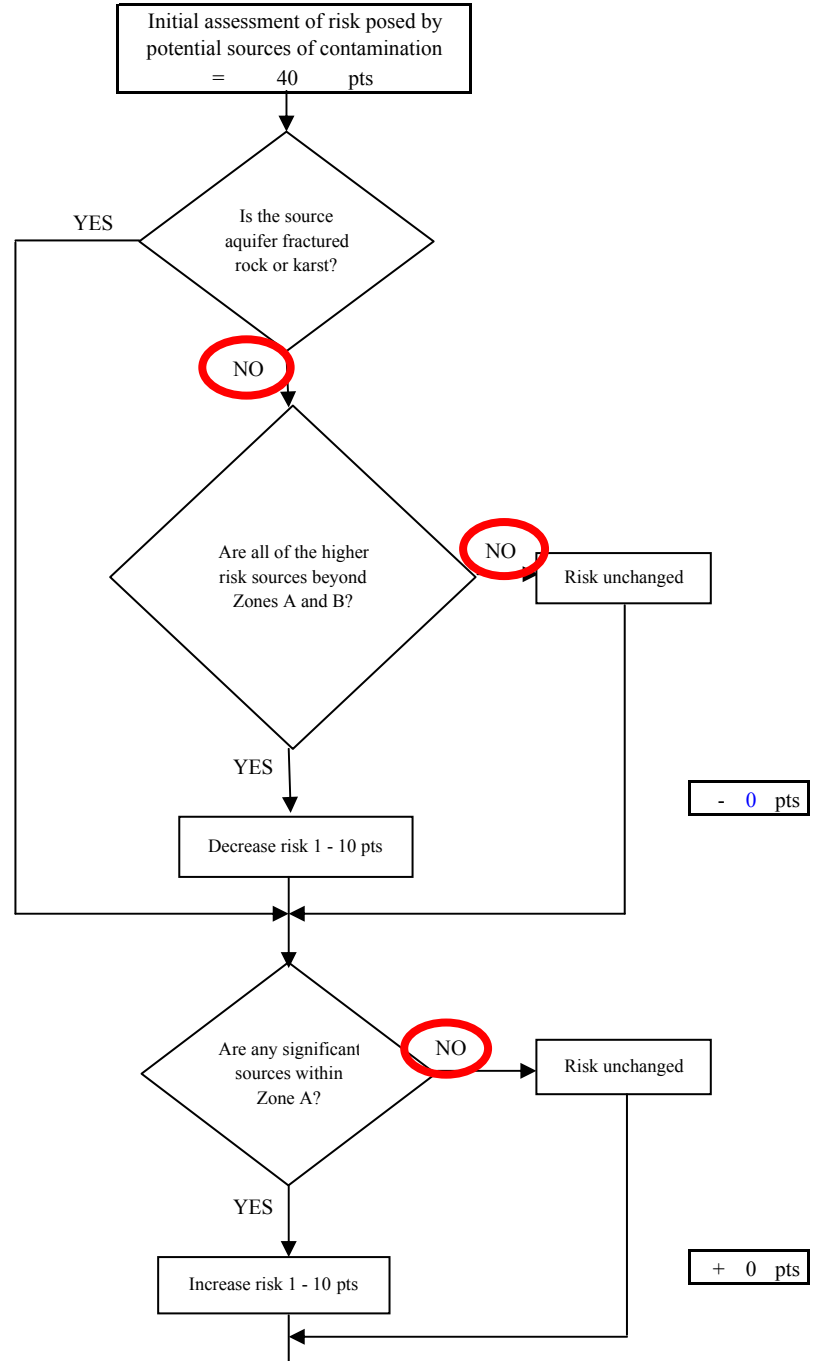 Initial assessment of risk posed by
potential sources of contamination
= 40 pts
YES
Is the source
aquifer fractured
rock or karst?
NO
Are all of the higher
risk sources beyond
Zones A and B?
NO
Risk unchanged
YES
- 0 pts
Decrease risk 1 - 10 pts
Are any significant
sources within
Zone A?
NO
Risk unchanged
YES
+ 0 pts
Increase risk 1 - 10 pts